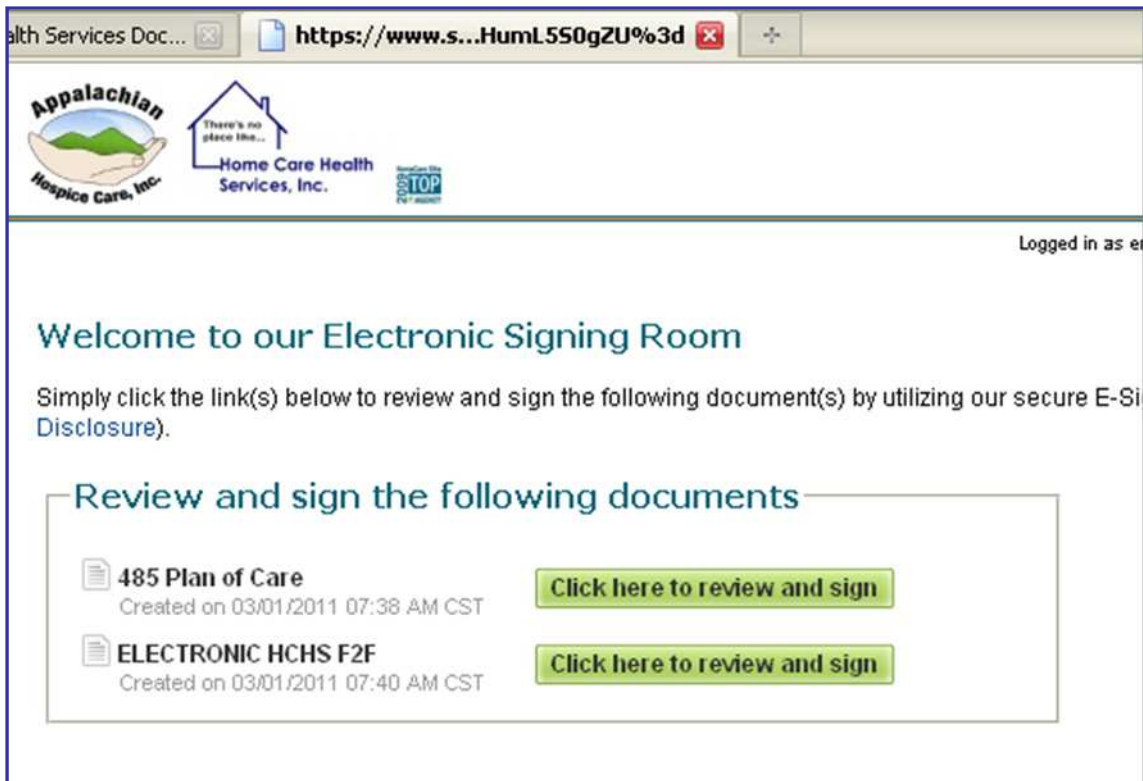 alth Services Doc...
https://www.s...HumL5S0gZU%3d
Appalachian
Hospice Care, Inc.
There's no
place like...
Home Care Health
Services, Inc.
2009
TOP
Logged in as er
Welcome to our Electronic Signing Room
Simply click the link(s) below to review and sign the following document(s) by utilizing our secure E-Si
Disclosure).
Review and sign the following documents
485 Plan of Care
Click here to review and sign
Created on 03/01/2011 07:38 AM CST
ELECTRONIC HCHS F2F
Click here to review and sign
Created on 03/01/2011 07:40 AM CST